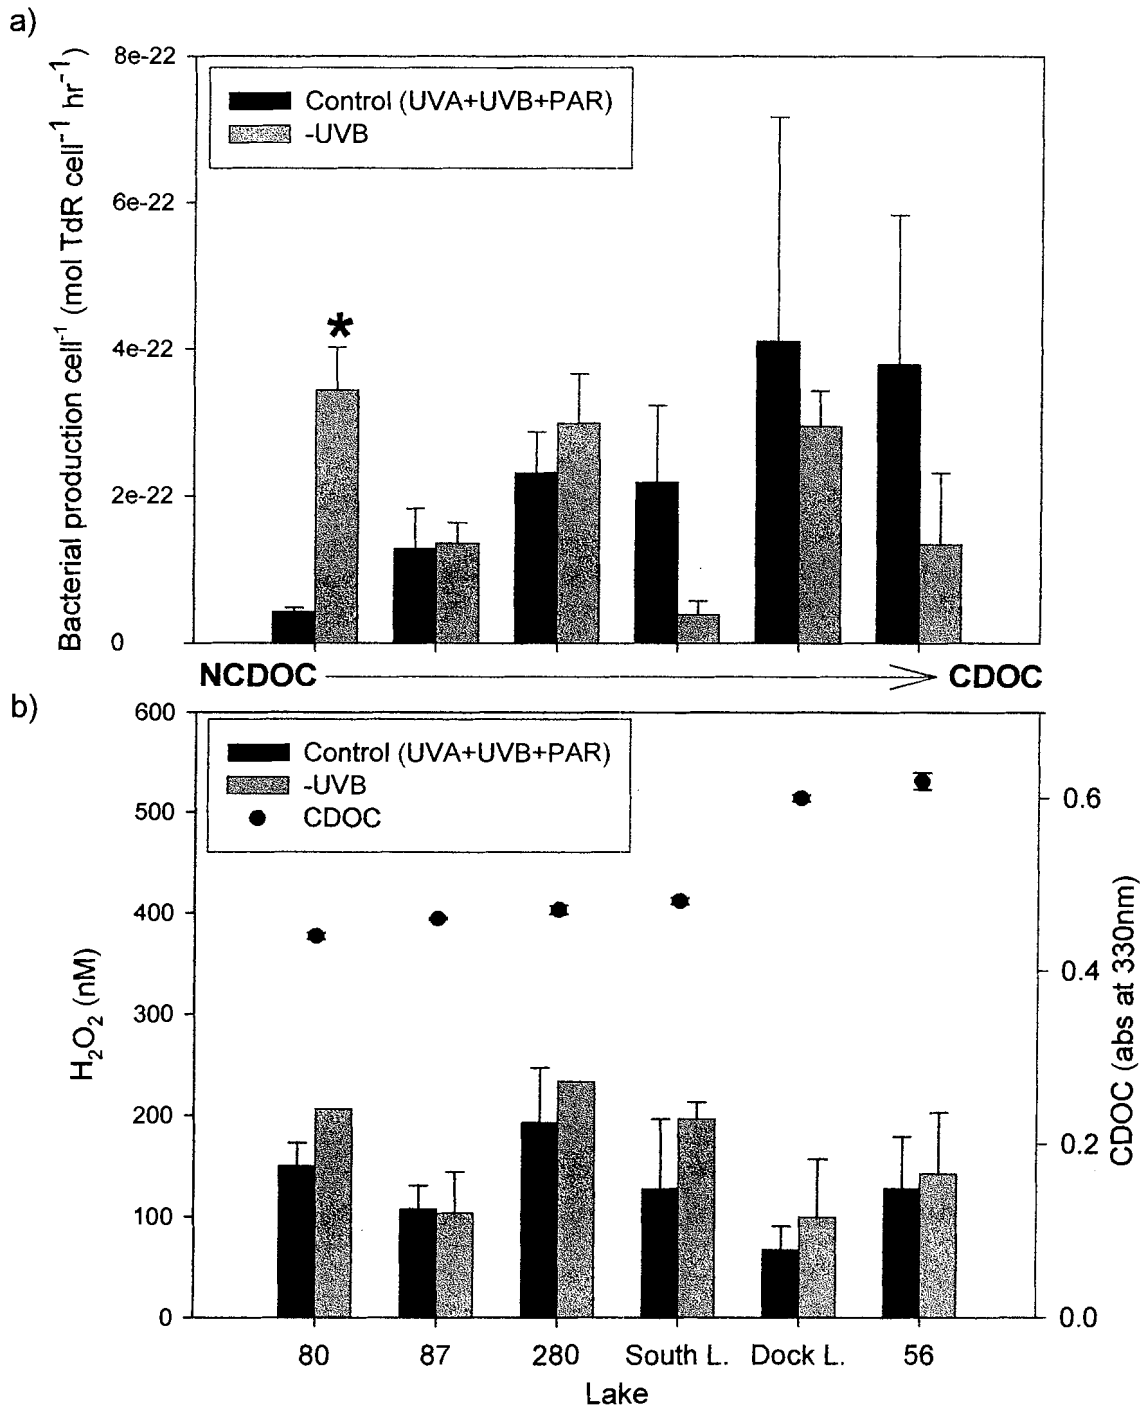 a)
Bacterial production cell⁻¹ (mol TdR cell⁻¹ hr⁻¹)
8e-22
6e-22
4e-22
2e-22
0
Control (UVA+UVB+PAR)
-UVB
*
NCDOC
CDOC
b)
H₂O₂ (nM)
600
500
400
300
200
100
0
Control (UVA+UVB+PAR)
-UVB
CDOC
0.6
0.4
0.2
0.0
CDOC (abs at 330nm)
80 87 280 South L. Dock L. 56
Lake